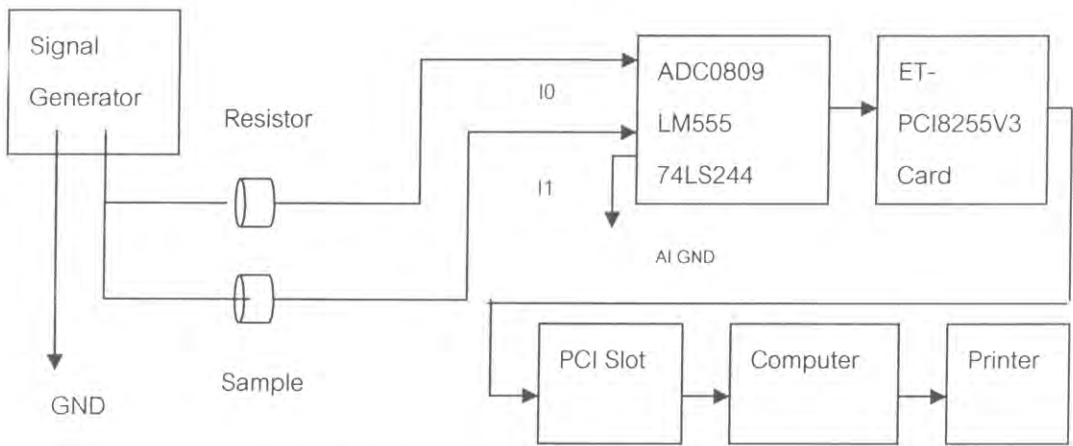 Signal
Generator
Resistor
I0
I1
ADC0809
LM555
74LS244
ET-
PCI8255V3
Card
AI GND
GND
Sample
PCI Slot
Computer
Printer